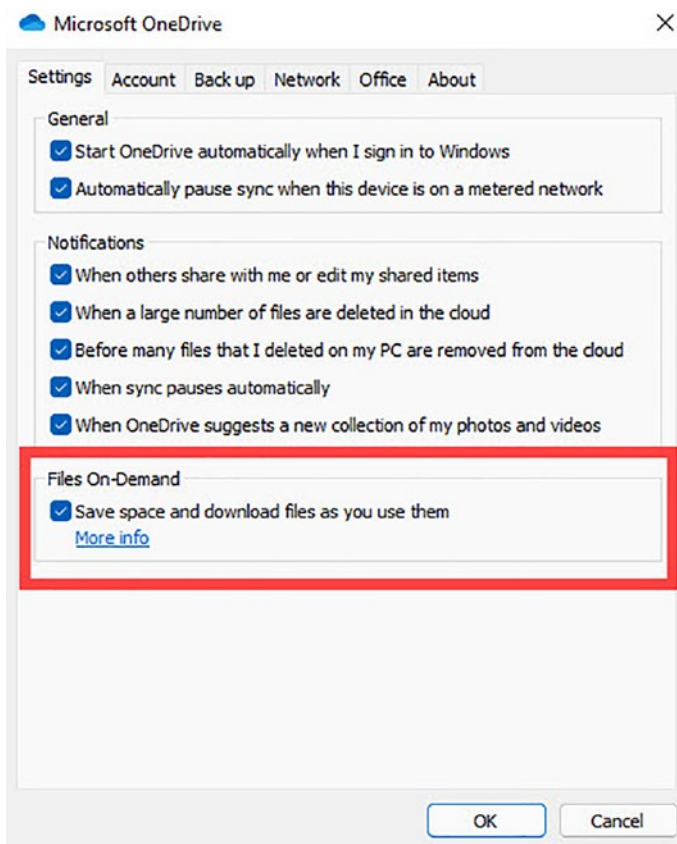 Microsoft OneDrive
Settings Account Back up Network Office About
General
Start OneDrive automatically when I sign in to Windows
Automatically pause sync when this device is on a metered network
Notifications
When others share with me or edit my shared items
When a large number of files are deleted in the cloud
Before many files that I deleted on my PC are removed from the cloud
When sync pauses automatically
When OneDrive suggests a new collection of my photos and videos
Files On-Demand
Save space and download files as you use them
More info
OK Cancel